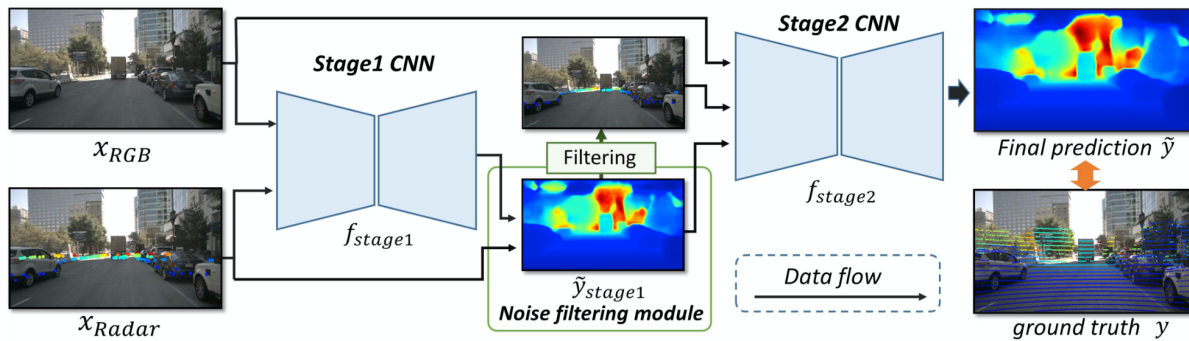 Stage1 CNN
Stage2 CNN
x_RGB
Filtering
Final prediction ỹ
f_stage1
f_stage2
ỹ_stage1
Data flow
x_Radar
Noise filtering module
ground truth y